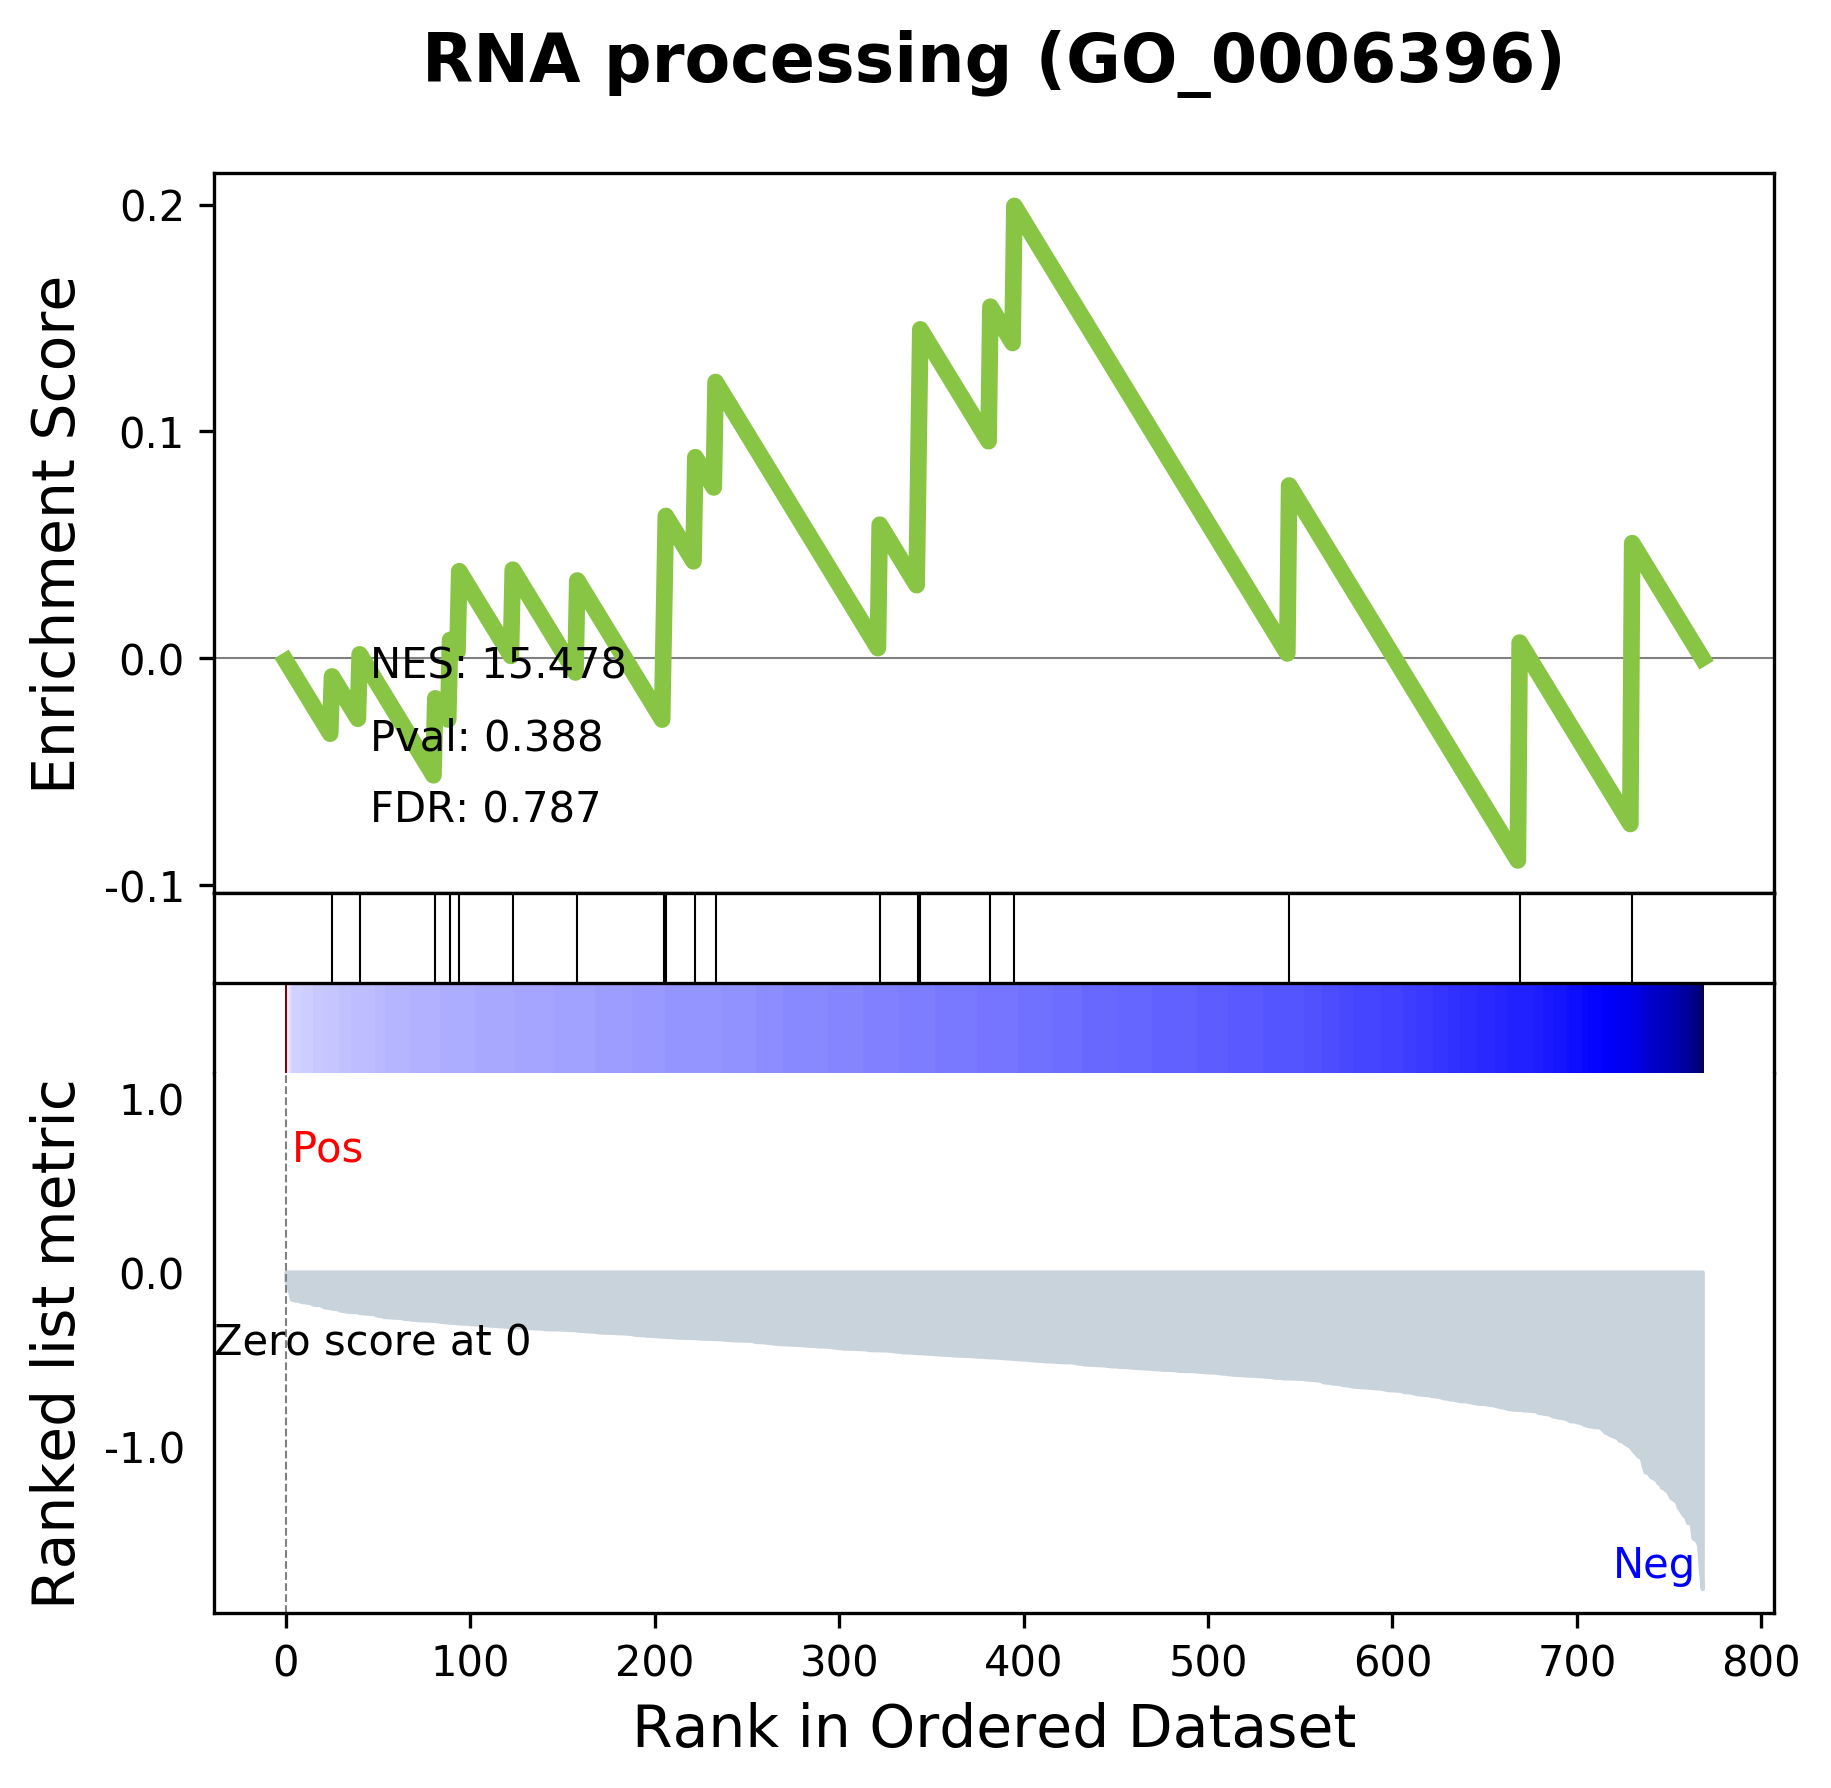 RNA processing (GO_0006396)
Enrichment Score
0.2
0.1
0.0
-0.1
NES: 15.478
Pval: 0.388
FDR: 0.787
Ranked list metric
1.0
0.0
-1.0
Pos
Zero score at 0
Neg
0 100 200 300 400 500 600 700 800
Rank in Ordered Dataset